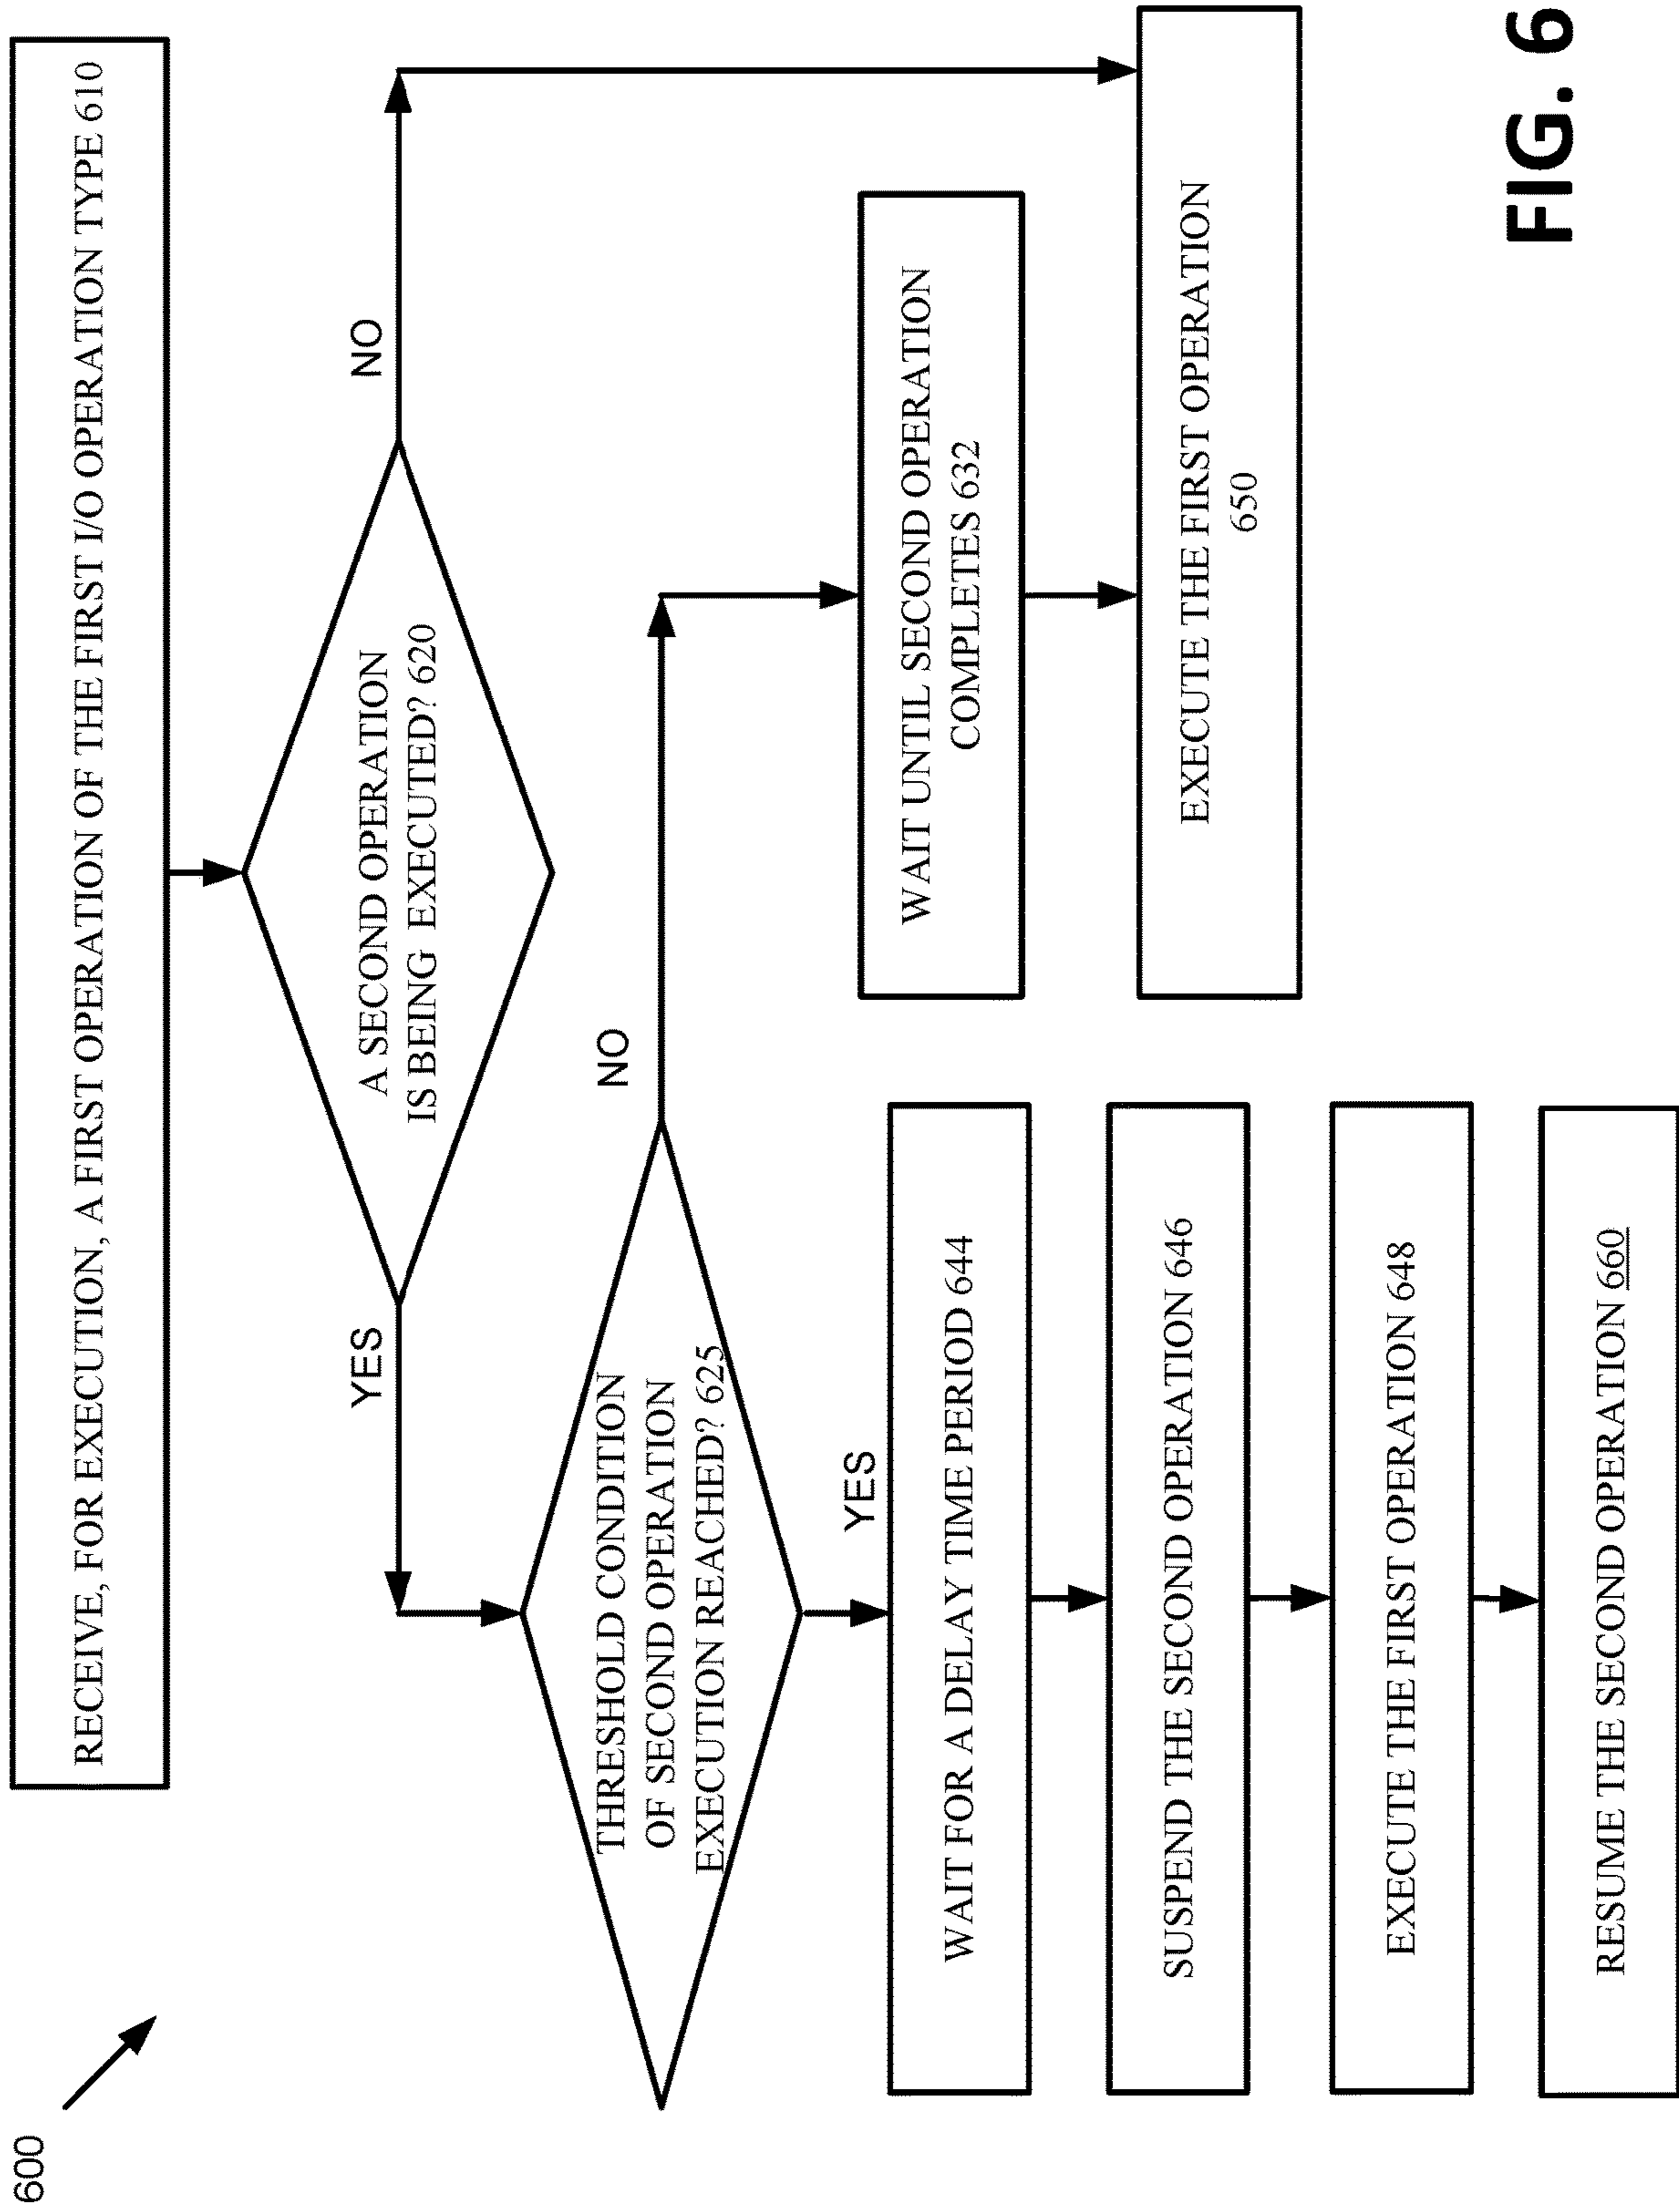 600
RECEIVE, FOR EXECUTION, A FIRST OPERATION OF THE FIRST I/O OPERATION TYPE 610
A SECOND OPERATION
IS BEING EXECUTED? 620
YES
NO
THRESHOLD CONDITION
OF SECOND OPERATION
EXECUTION REACHED? 625
NO
YES
WAIT UNTIL SECOND OPERATION
COMPLETES 632
WAIT FOR A DELAY TIME PERIOD 644
SUSPEND THE SECOND OPERATION 646
EXECUTE THE FIRST OPERATION
650
EXECUTE THE FIRST OPERATION 648
RESUME THE SECOND OPERATION 660
FIG. 6